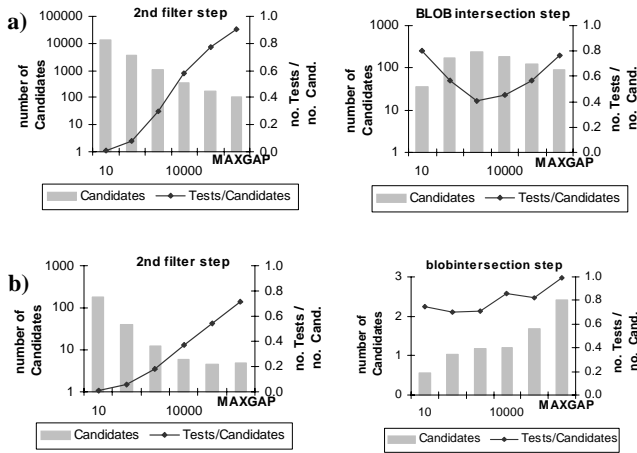 a)
2nd filter step
number of
Candidates
100000
10000
1000
100
10
1
1.0
0.8
0.6
0.4
0.2
0.0
no. Tests /
no. Cand.
10
10000
MAXGAP
Candidates
Tests/Candidates
BLOB intersection step
number of
Candidates
1000
100
10
1
1.0
0.8
0.6
0.4
0.2
0.0
no. Tests /
no. Cand.
10
10000
MAXGAP
Candidates
Tests/Candidates
b)
2nd filter step
number of
Candidates
1000
100
10
1
1.0
0.8
0.6
0.4
0.2
0.0
no. Tests /
no. Cand.
10
10000
MAXGAP
Candidates
Tests/Candidates
blobintersection step
number of
Candidates
3
2
1
0
1.0
0.8
0.6
0.4
0.2
0.0
no. Tests /
no. Cand.
10
10000
MAXGAP
Candidates
Tests/Candidates